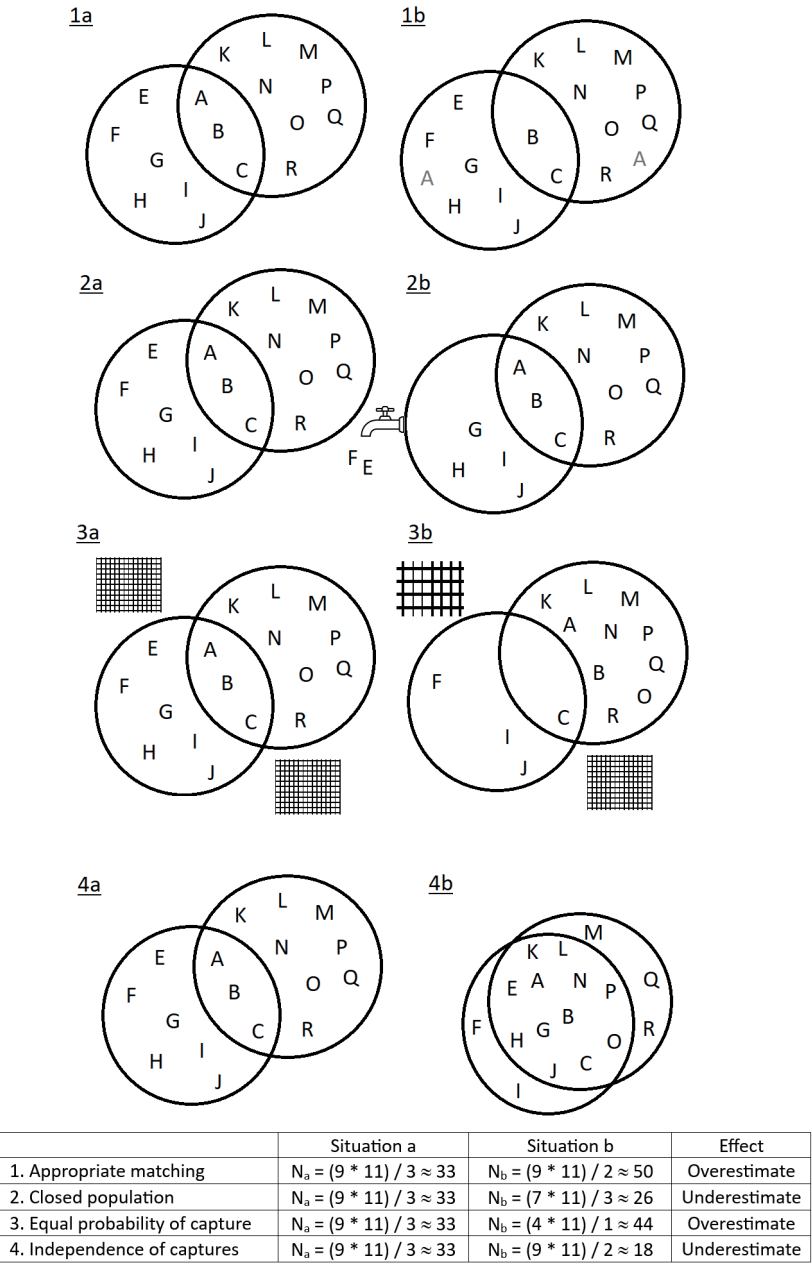 1a
1b
K L M
N P
E A O Q
F B
G C R
H I
J
K L M
N P
E O Q
F B A
A G C R
H I
J
2a
2b
K L M
N P
E A O Q
F B
G C R
H I
J
K L M
N P
A O Q
B
G C R
F E
H I
J
3a
3b
K L M
N P
E A O Q
F B
G C R
H I
J
K L M
A N P
B Q
F O
C R
I
J
4a
4b
K L M
N P
E A O Q
F B
G C R
H I
J
M
K L
E A N P Q
F H G B O R
J C
I
Situation a Situation b Effect
1. Appropriate matching Nₐ = (9 * 11) / 3 ≈ 33 N_b = (9 * 11) / 2 ≈ 50 Overestimate
2. Closed population Nₐ = (9 * 11) / 3 ≈ 33 N_b = (7 * 11) / 3 ≈ 26 Underestimate
3. Equal probability of capture Nₐ = (9 * 11) / 3 ≈ 33 N_b = (4 * 11) / 1 ≈ 44 Overestimate
4. Independence of captures Nₐ = (9 * 11) / 3 ≈ 33 N_b = (9 * 11) / 2 ≈ 18 Underestimate